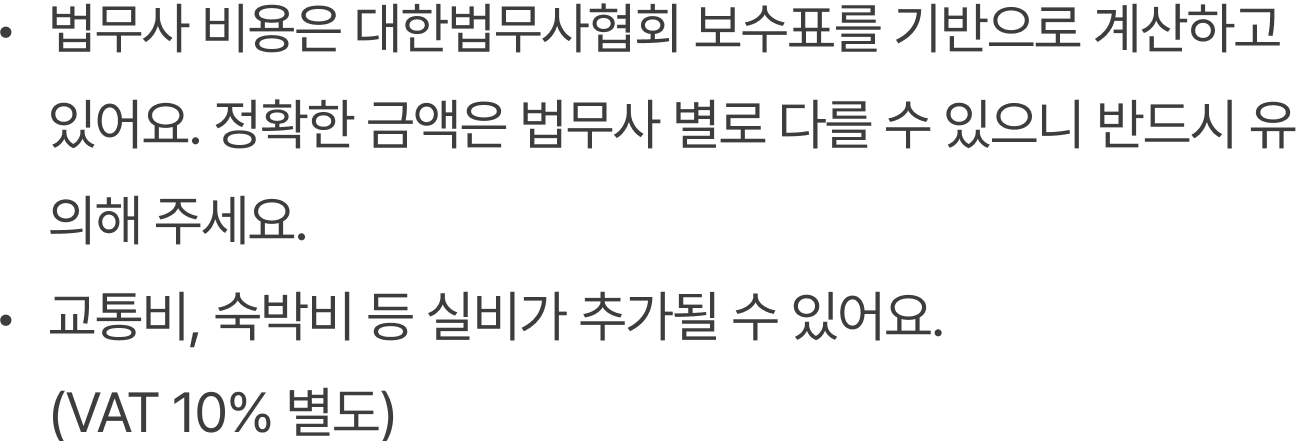 • 법무사 비용은 대한법무사협회 보수표를 기반으로 계산하고
있어요. 정확한 금액은 법무사 별로 다를 수 있으니 반드시 유
의해 주세요.
• 교통비, 숙박비 등 실비가 추가될 수 있어요.
(VAT 10% 별도)